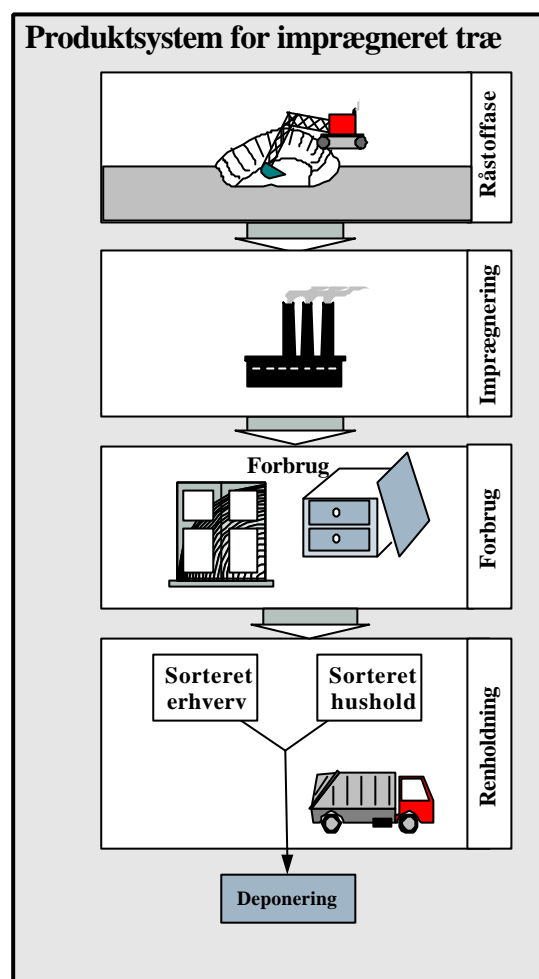 Produktsystem for imprægneret træ
Råstoffase
Imprægnering
Forbrug
Forbrug
Sorteret
erhverv
Sorteret
hushold
Renholdning
Deponering